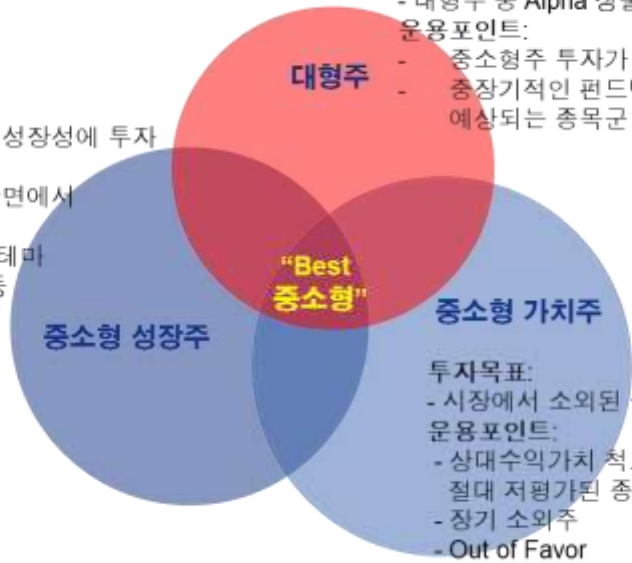 - 대형주 중 Alpha 창출
운용포인트:
- 중소형주 투자가
- 중장기적인 펀드
예상되는 종목군
대형주
성장성에 투자
면에서
테마
중소형 성장주
“Best
중소형”
중소형 가치주
투자목표:
- 시장에서 소외된
운용포인트:
- 상대수익가치 척
절대 저평가된 종
- 장기 소외주
- Out of Favor